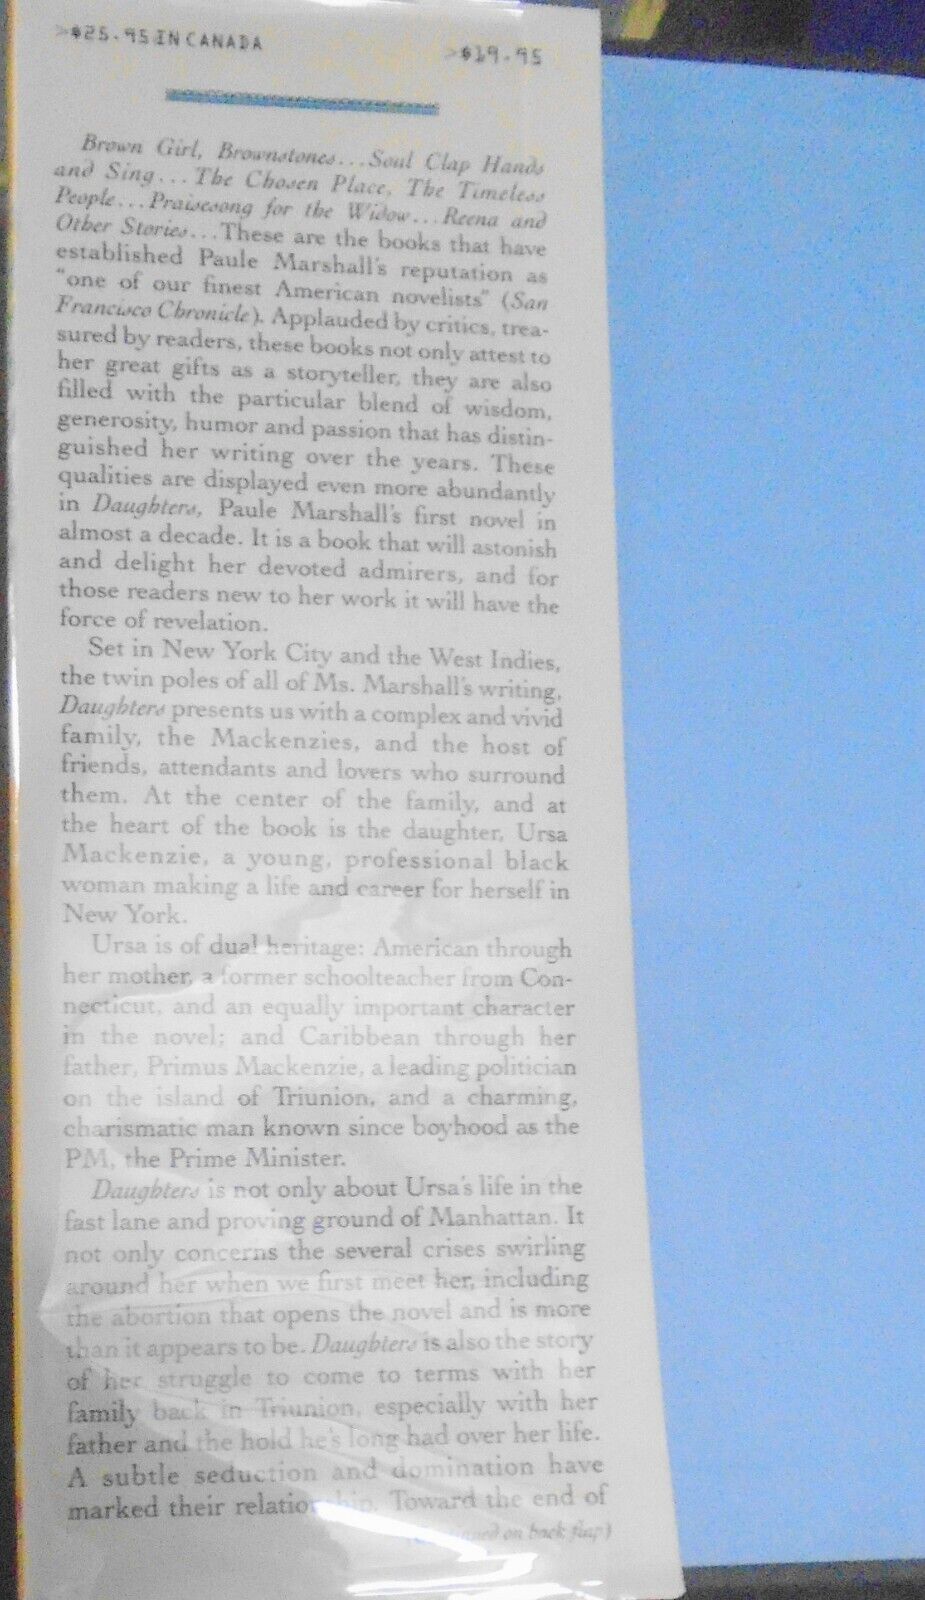 >$25.95 IN CANADA
>$19.95
Brown Girl, Brownstones...Soul Clap Hands
and Sing...The Chosen Place, The Timeless
People...Praisesong for the Widow...Reena and
Other Stories...These are the books that have
established Paule Marshall's reputation as
"one of our finest American novelists" (San
Francisco Chronicle). Applauded by critics, trea-
sured by readers, these books not only attest to
her great gifts as a storyteller, they are also
filled with the particular blend of wisdom,
generosity, humor and passion that has distin-
guished her writing over the years. These
qualities are displayed even more abundantly
in Daughters, Paule Marshall's first novel in
almost a decade. It is a book that will astonish
and delight her devoted admirers, and for
those readers new to her work it will have the
force of revelation.
Set in New York City and the West Indies,
the twin poles of all of Ms. Marshall's writing,
Daughters presents us with a complex and vivid
family, the Mackenzies, and the host of
friends, attendants and lovers who surround
them. At the center of the family, and at
the heart of the book is the daughter, Ursa
Mackenzie, a young, professional black
woman making a life and career for herself in
New York.
Ursa is of dual heritage: American through
her mother, a former schoolteacher from Con-
necticut, and an equally important character
in the novel; and Caribbean through her
father, Primus Mackenzie, a leading politician
on the island of Triunion, and a charming,
charismatic man known since boyhood as the
PM, the Prime Minister.
Daughters is not only about Ursa's life in the
fast lane and proving ground of Manhattan. It
not only concerns the several crises swirling
around her when we first meet her, including
the abortion that opens the novel and is more
than it appears to be. Daughters is also the story
of her struggle to come to terms with her
family back in Triunion, especially with her
father and the hold he's long had over her life.
A subtle seduction and domination have
marked their relationship. Toward the end of
on back flap)